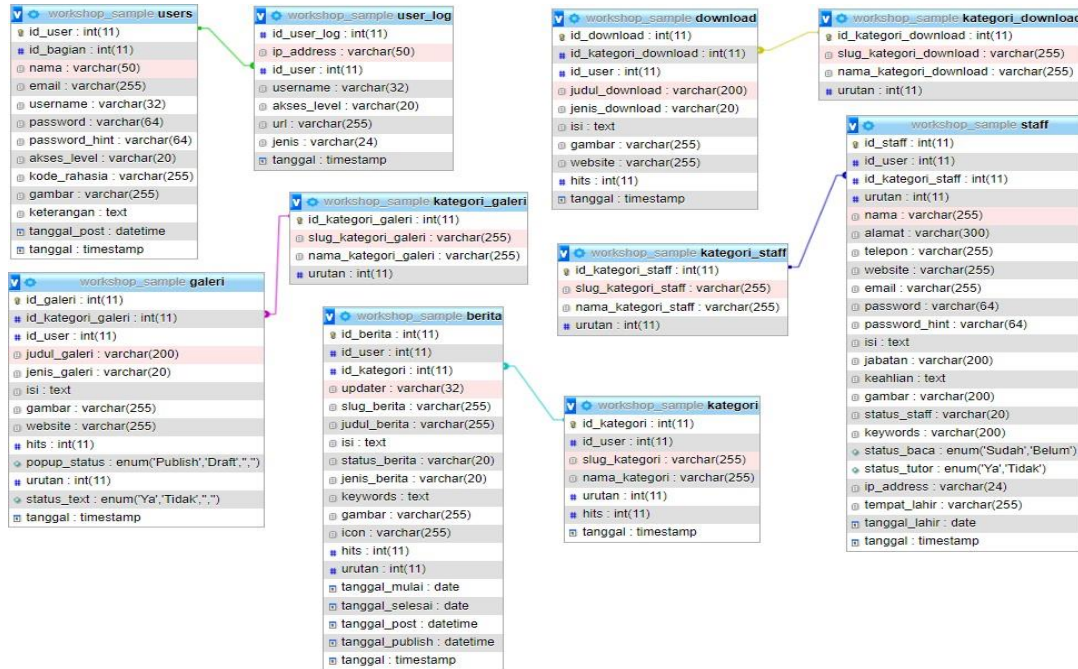 workshop_sample users
id_user : int(11)
id_bagian : int(11)
nama : varchar(50)
email : varchar(255)
username : varchar(32)
password : varchar(64)
password_hint : varchar(64)
akses_level : varchar(20)
kode_rahasia : varchar(255)
gambar : varchar(255)
keterangan : text
tanggal_post : datetime
tanggal : timestamp
workshop_sample user_log
id_user_log : int(11)
ip_address : varchar(50)
id_user : int(11)
username : varchar(32)
akses_level : varchar(20)
url : varchar(255)
jenis : varchar(24)
tanggal : timestamp
workshop_sample download
id_download : int(11)
id_kategori_download : int(11)
id_user : int(11)
judul_download : varchar(200)
jenis_download : varchar(20)
isi : text
gambar : varchar(255)
website : varchar(255)
hits : int(11)
tanggal : timestamp
workshop_sample kategori_download
id_kategori_download : int(11)
slug_kategori_download : varchar(255)
nama_kategori_download : varchar(255)
urutan : int(11)
workshop_sample staff
id_staff : int(11)
id_user : int(11)
id_kategori_staff : int(11)
urutan : int(11)
nama : varchar(255)
alamat : varchar(300)
telepon : varchar(255)
website : varchar(255)
email : varchar(255)
password : varchar(64)
password_hint : varchar(64)
isi : text
jabatan : varchar(200)
keahlian : text
gambar : varchar(200)
status_staff : varchar(20)
keywords : varchar(200)
status_baca : enum('Sudah','Belum')
status_tutor : enum('Ya','Tidak')
ip_address : varchar(24)
tempat_lahir : varchar(255)
tanggal_lahir : date
tanggal : timestamp
workshop_sample kategori_galeri
id_kategori_galeri : int(11)
slug_kategori_galeri : varchar(255)
nama_kategori_galeri : varchar(255)
urutan : int(11)
workshop_sample kategori_staff
id_kategori_staff : int(11)
slug_kategori_staff : varchar(255)
nama_kategori_staff : varchar(255)
urutan : int(11)
workshop_sample galeri
id_galeri : int(11)
id_kategori_galeri : int(11)
id_user : int(11)
judul_galeri : varchar(200)
jenis_galeri : varchar(20)
isi : text
gambar : varchar(255)
website : varchar(255)
hits : int(11)
popup_status : enum('Publish','Draft','','')
urutan : int(11)
status_text : enum('Ya','Tidak','','')
tanggal : timestamp
workshop_sample berita
id_berita : int(11)
id_user : int(11)
id_kategori : int(11)
updater : varchar(32)
slug_berita : varchar(255)
judul_berita : varchar(255)
isi : text
status_berita : varchar(20)
jenis_berita : varchar(20)
keywords : text
gambar : varchar(255)
icon : varchar(255)
hits : int(11)
urutan : int(11)
tanggal_mulai : date
tanggal_selesai : date
tanggal_post : datetime
tanggal_publish : datetime
tanggal : timestamp
workshop_sample kategori
id_kategori : int(11)
id_user : int(11)
slug_kategori : varchar(255)
nama_kategori : varchar(255)
urutan : int(11)
hits : int(11)
tanggal : timestamp